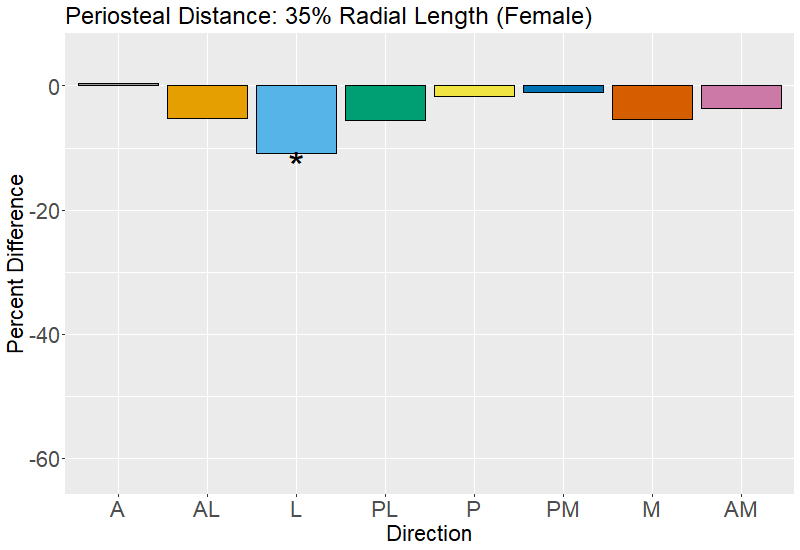 Periosteal Distance: 35% Radial Length (Female)
Percent Difference
0
-20
-40
-60
*
A AL L PL P PM M AM
Direction